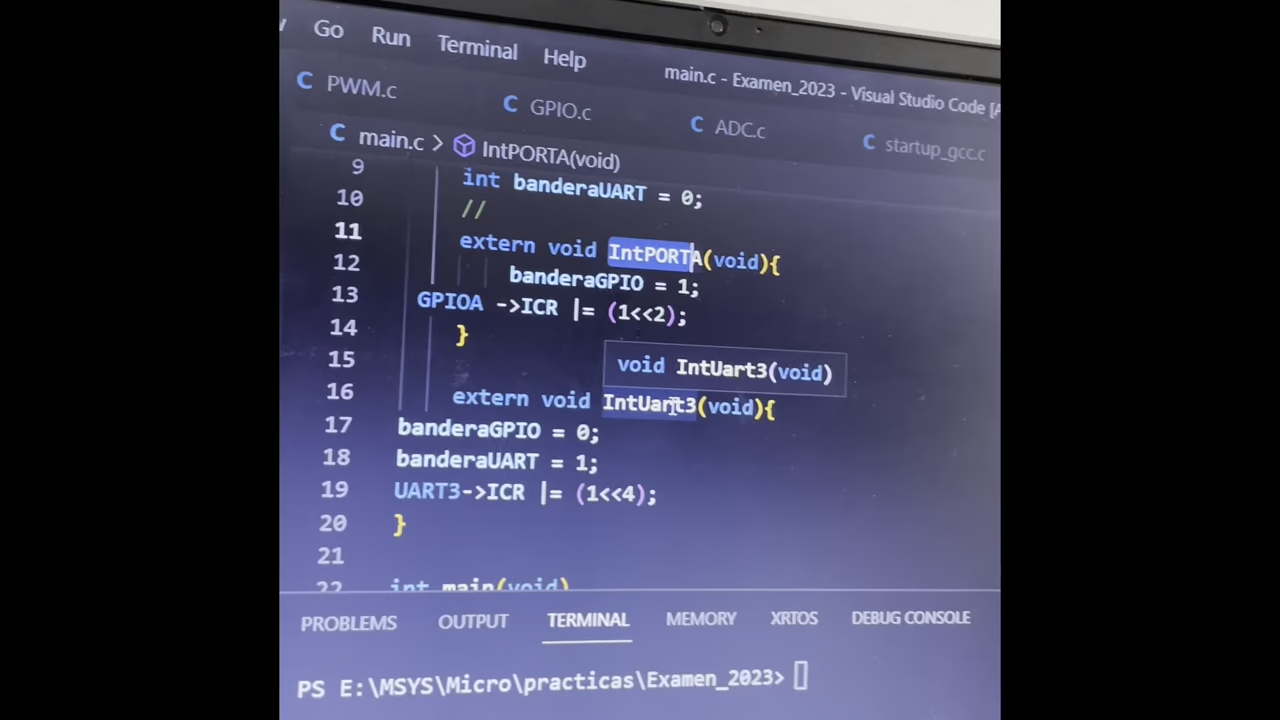 Go Run Terminal Help
main.c - Examen_2023 - Visual Studio Code [A
C PWM.c C GPIO.c C ADC.c C startup_gcc.c
C main.c > IntPORTA(void)
9 int banderaUART = 0;
10 //
11 extern void IntPORTA(void){
12 banderaGPIO = 1;
13 GPIOA ->ICR |= (1<<2);
14 }
15
void IntUart3(void)
16 extern void IntUart3(void){
17 banderaGPIO = 0;
18 banderaUART = 1;
19 UART3->ICR |= (1<<4);
20 }
21
22 int main(void)
PROBLEMS OUTPUT TERMINAL MEMORY XRTOS DEBUG CONSOLE
PS E:\MSYS\Micro\practicas\Examen_2023>